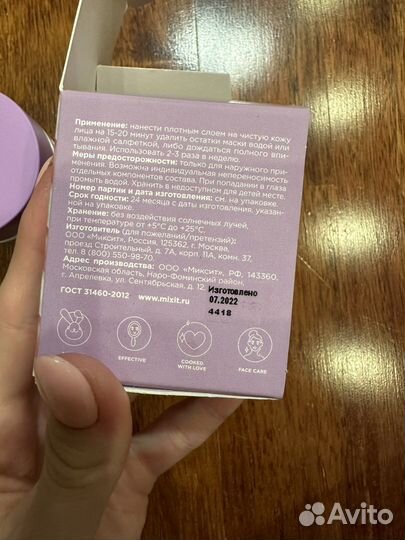 Применение: нанести плотным слоем на чистую кожу
лица на 15-20 минут удалить остатки маски водой или
влажной салфеткой, либо дождаться полного впи-
тывания. Использовать 2-3 раза в неделю.
Меры предосторожности: только для наружного при-
менения. Возможна индивидуальная непереносимость
отдельных компонентов состава. При попадании в глаза
промыть водой. Хранить в недоступном для детей месте.
Номер партии и дата изготовления: см. на упаковке.
Срок годности: 24 месяца с даты изготовления, указан-
ной на упаковке.
Хранение: без воздействия солнечных лучей,
при температуре от +5°C до +25°C.
Изготовитель (для пожеланий/претензий):
ООО «Миксит», Россия, 125362, г. Москва,
проезд Строительный, д. 7А, корп. 11А, комн. 37,
тел. 8 (800) 550-98-70.
Адрес производства: ООО «Миксит», РФ, 143360,
Московская область, Наро-Фоминский район,
г. Апрелевка, ул. Сентябрьская, д. 12
Изготовлено
07.2022
4418
ГОСТ 31460-2012 www.mixit.ru
EFFECTIVE
COOKED
WITH LOVE
FACE CARE
Avito